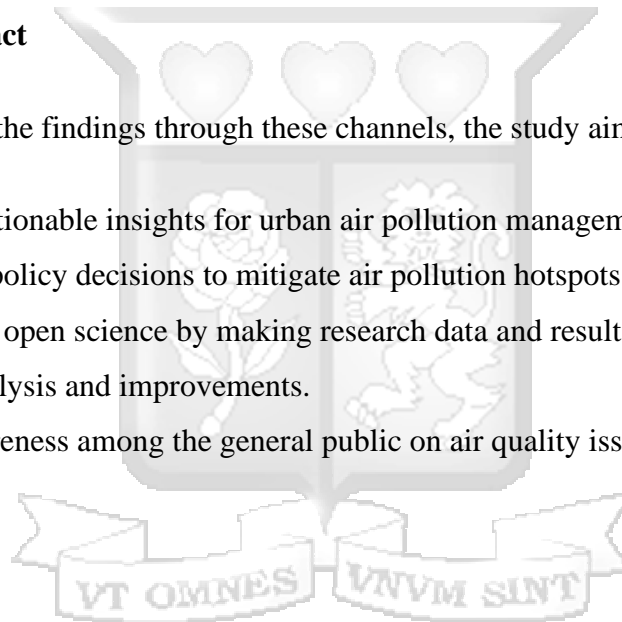 act
the findings through these channels, the study ain
tionable insights for urban air pollution managem
policy decisions to mitigate air pollution hotspots
open science by making research data and result
lysis and improvements.
reness among the general public on air quality iss
VT OMNES VNVM SINT